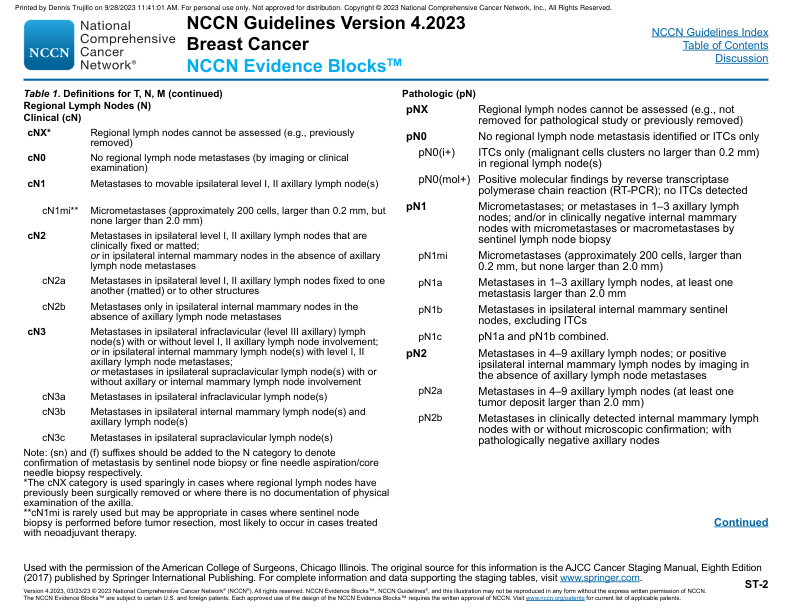 Printed by Dennis Trujillo on 9/28/2023 11:41:01 AM. For personal use only. Not approved for distribution. Copyright © 2023 National Comprehensive Cancer Network, Inc., All Rights Reserved.
NCCN
National
Comprehensive
Cancer
Network®
NCCN Guidelines Version 4.2023
Breast Cancer
NCCN Evidence Blocks™
NCCN Guidelines Index
Table of Contents
Discussion
Table 1. Definitions for T, N, M (continued)
Regional Lymph Nodes (N)
Clinical (cN)
cNX* Regional lymph nodes cannot be assessed (e.g., previously
removed)
cN0 No regional lymph node metastases (by imaging or clinical
examination)
cN1 Metastases to movable ipsilateral level I, II axillary lymph node(s)
cN1mi** Micrometastases (approximately 200 cells, larger than 0.2 mm, but
none larger than 2.0 mm)
cN2 Metastases in ipsilateral level I, II axillary lymph nodes that are
clinically fixed or matted;
or in ipsilateral internal mammary nodes in the absence of axillary
lymph node metastases
cN2a Metastases in ipsilateral level I, II axillary lymph nodes fixed to one
another (matted) or to other structures
cN2b Metastases only in ipsilateral internal mammary nodes in the
absence of axillary lymph node metastases
cN3 Metastases in ipsilateral infraclavicular (level III axillary) lymph
node(s) with or without level I, II axillary lymph node involvement;
or in ipsilateral internal mammary lymph node(s) with level I, II
axillary lymph node metastases;
or metastases in ipsilateral supraclavicular lymph node(s) with or
without axillary or internal mammary lymph node involvement
cN3a Metastases in ipsilateral infraclavicular lymph node(s)
cN3b Metastases in ipsilateral internal mammary lymph node(s) and
axillary lymph node(s)
cN3c Metastases in ipsilateral supraclavicular lymph node(s)
Note: (sn) and (f) suffixes should be added to the N category to denote
confirmation of metastasis by sentinel node biopsy or fine needle aspiration/core
needle biopsy respectively.
*The cNX category is used sparingly in cases where regional lymph nodes have
previously been surgically removed or where there is no documentation of physical
examination of the axilla.
**cN1mi is rarely used but may be appropriate in cases where sentinel node
biopsy is performed before tumor resection, most likely to occur in cases treated
with neoadjuvant therapy.
Pathologic (pN)
pNX Regional lymph nodes cannot be assessed (e.g., not
removed for pathological study or previously removed)
pN0 No regional lymph node metastasis identified or ITCs only
pN0(i+) ITCs only (malignant cells clusters no larger than 0.2 mm)
in regional lymph node(s)
pN0(mol+) Positive molecular findings by reverse transcriptase
polymerase chain reaction (RT-PCR); no ITCs detected
pN1 Micrometastases; or metastases in 1–3 axillary lymph
nodes; and/or in clinically negative internal mammary
nodes with micrometastases or macrometastases by
sentinel lymph node biopsy
pN1mi Micrometastases (approximately 200 cells, larger than
0.2 mm, but none larger than 2.0 mm)
pN1a Metastases in 1–3 axillary lymph nodes, at least one
metastasis larger than 2.0 mm
pN1b Metastases in ipsilateral internal mammary sentinel
nodes, excluding ITCs
pN1c pN1a and pN1b combined.
pN2 Metastases in 4–9 axillary lymph nodes; or positive
ipsilateral internal mammary lymph nodes by imaging in
the absence of axillary lymph node metastases
pN2a Metastases in 4–9 axillary lymph nodes (at least one
tumor deposit larger than 2.0 mm)
pN2b Metastases in clinically detected internal mammary lymph
nodes with or without microscopic confirmation; with
pathologically negative axillary nodes
Continued
Used with the permission of the American College of Surgeons, Chicago Illinois. The original source for this information is the AJCC Cancer Staging Manual, Eighth Edition
(2017) published by Springer International Publishing. For complete information and data supporting the staging tables, visit www.springer.com.
ST-2
Version 4.2023, 03/23/23 © 2023 National Comprehensive Cancer Network® (NCCN®), All rights reserved. NCCN Evidence Blocks™, NCCN Guidelines®, and this illustration may not be reproduced in any form without the express written permission of NCCN.
The NCCN Evidence Blocks™ are subject to certain U.S. and foreign patents. Each approved use of the design of the NCCN Evidence Blocks™ requires the written approval of NCCN. Visit www.nccn.org/patents for current list of applicable patents.